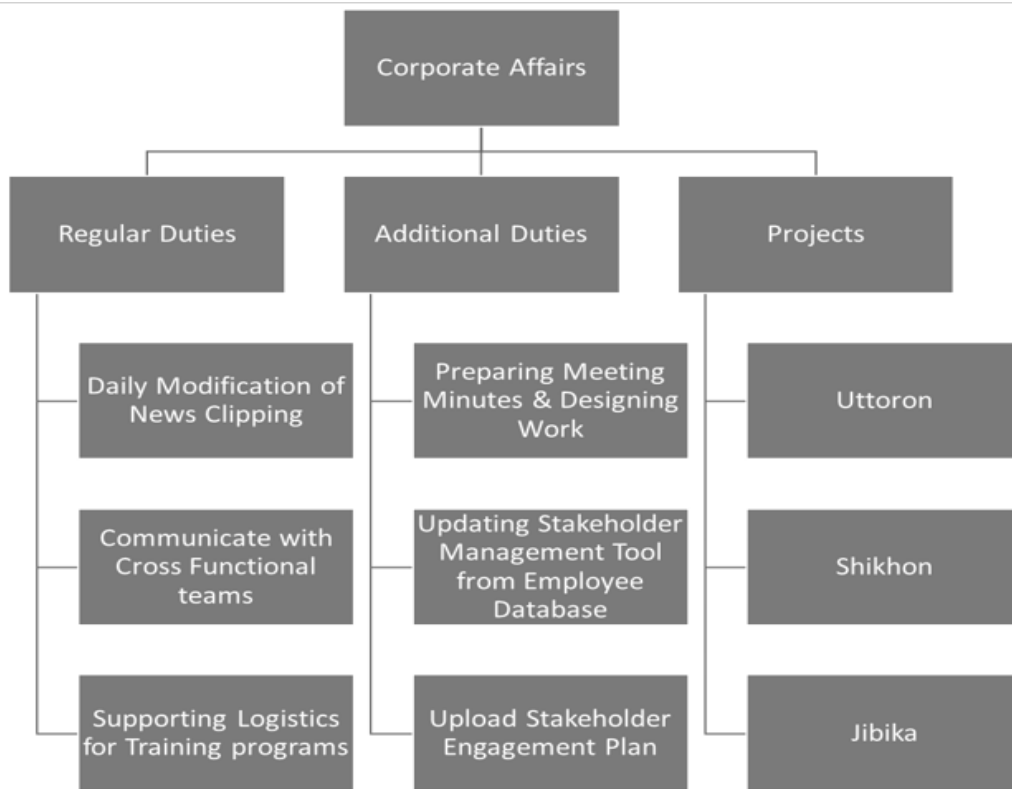 Corporate Affairs
Regular Duties
Additional Duties
Projects
Daily Modification of
News Clipping
Preparing Meeting
Minutes & Designing
Work
Uttoron
Communicate with
Cross Functional
teams
Updating Stakeholder
Management Tool
from Employee
Database
Shikhon
Supporting Logistics
for Training programs
Upload Stakeholder
Engagement Plan
Jibika